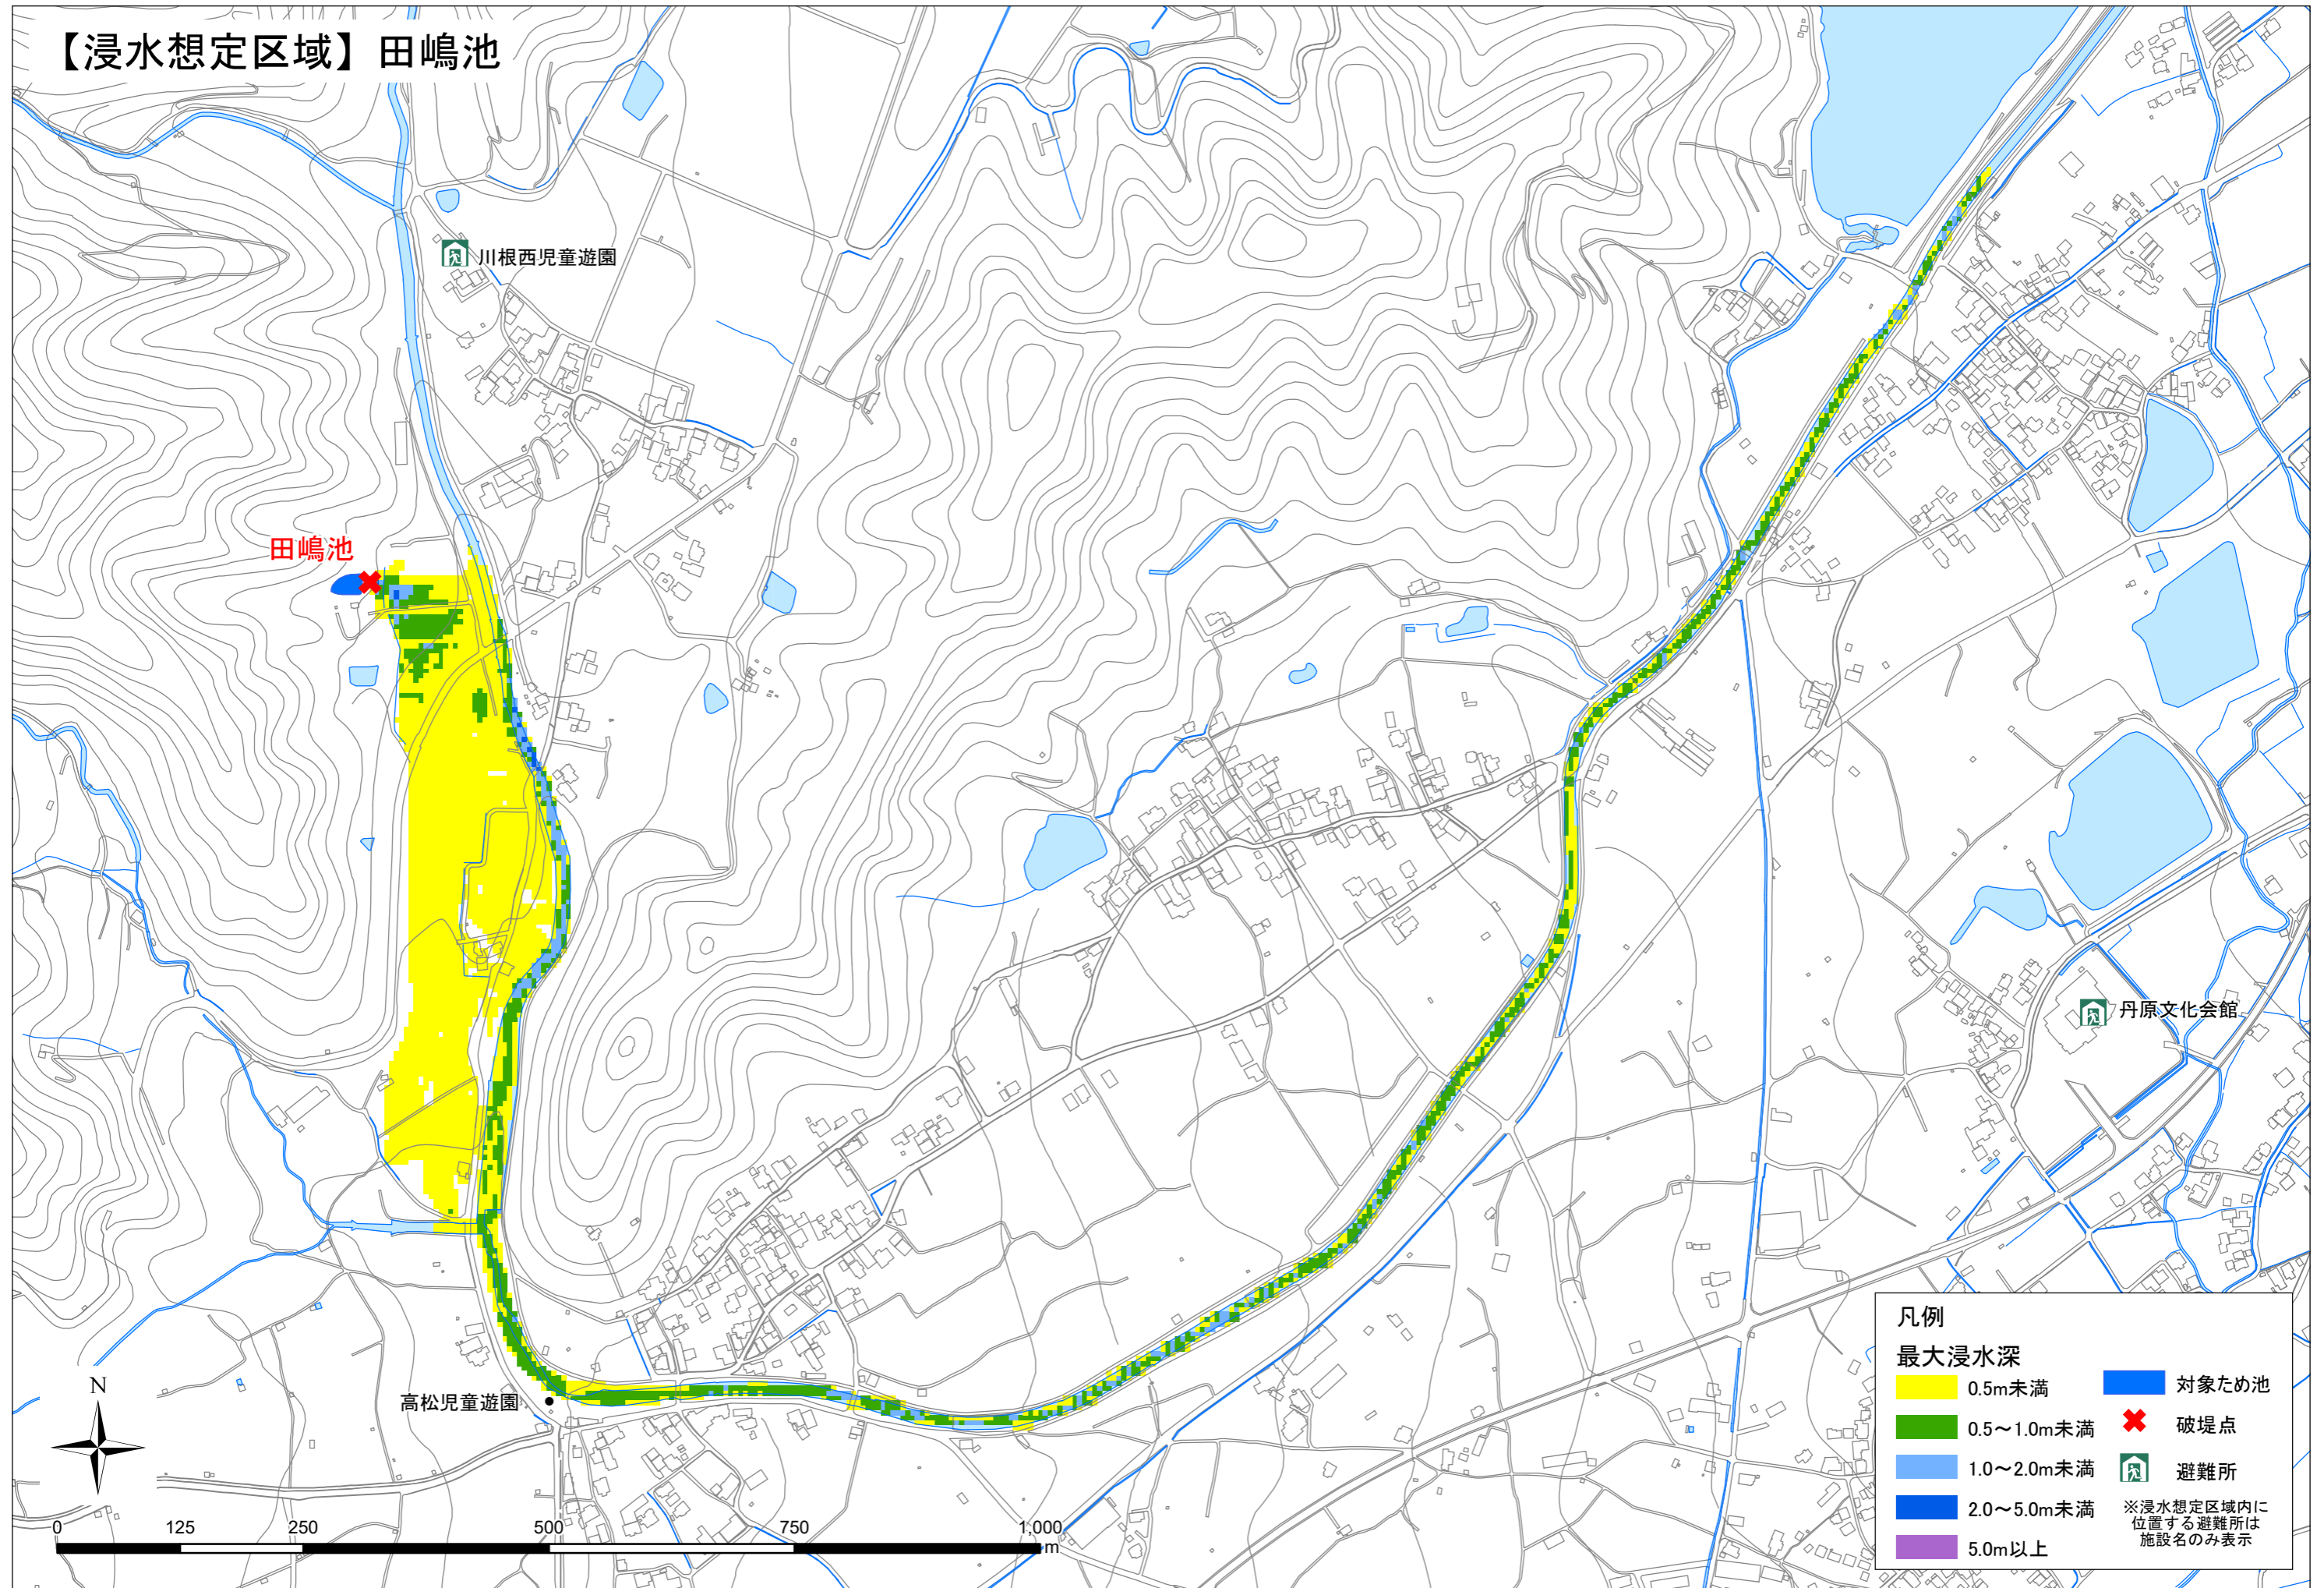 【浸水想定区域】田嶋池
川根西児童遊園
田嶋池
丹原文化会館
高松児童遊園
N
0 125 250 500 750 1,000
m
凡例
最大浸水深
0.5m未満
0.5～1.0m未満
1.0～2.0m未満
2.0～5.0m未満
5.0m以上
対象ため池
破堤点
避難所
※浸水想定区域内に
位置する避難所は
施設名のみ表示